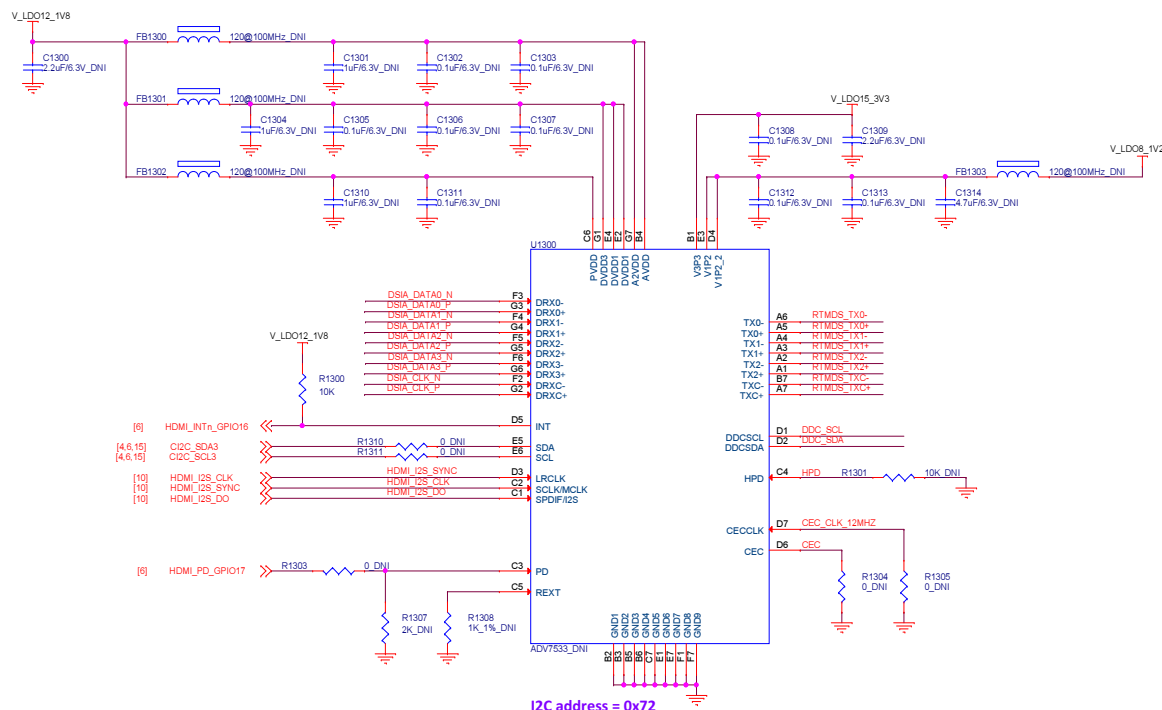 V_LDO12_1V8
FB1300 120@100MHz_DNI
C1300
2.2uF/6.3V_DNI
C1301
1uF/6.3V_DNI
C1302
0.1uF/6.3V_DNI
C1303
0.1uF/6.3V_DNI
FB1301 120@100MHz_DNI
C1304
1uF/6.3V_DNI
C1305
0.1uF/6.3V_DNI
C1306
0.1uF/6.3V_DNI
C1307
0.1uF/6.3V_DNI
V_LDO15_3V3
C1308
0.1uF/6.3V_DNI
C1309
2.2uF/6.3V_DNI
V_LDO8_1V2
FB1302 120@100MHz_DNI
FB1303 120@100MHz_DNI
C1310
1uF/6.3V_DNI
C1311
0.1uF/6.3V_DNI
C1312
0.1uF/6.3V_DNI
C1313
0.1uF/6.3V_DNI
C1314
4.7uF/6.3V_DNI
C6 G1 E4 E2 G7 B4 B1 E3 D4
U1300
PVDD DVDD3 DVDD1 DVDD1 A2VDD AVDD V3P3 V1P2 V1P2_2
DSIA_DATA0_N F3 DRX0-
DSIA_DATA0_P G3 DRX0+
DSIA_DATA1_N F4 DRX1-
DSIA_DATA1_P G4 DRX1+
DSIA_DATA2_N F5 DRX2-
DSIA_DATA2_P G5 DRX2+
DSIA_DATA3_N F6 DRX3-
DSIA_DATA3_P G6 DRX3+
DSIA_CLK_N F2 DRXC-
DSIA_CLK_P G2 DRXC+
TX0- A6 RTMDS_TX0-
TX0+ A5 RTMDS_TX0+
TX1- A4 RTMDS_TX1-
TX1+ A3 RTMDS_TX1+
TX2- A2 RTMDS_TX2-
TX2+ A1 RTMDS_TX2+
TXC- B7 RTMDS_TXC-
TXC+ A7 RTMDS_TXC+
V_LDO12_1V8
R1300
10K
[6] HDMI_INTn_GPIO16 D5 INT
[4,6,15] CI2C_SDA3 R1310 0_DNI E5 SDA
[4,6,15] CI2C_SCL3 R1311 0_DNI E6 SCL
DDCSCL D1 DDC_SCL
DDCSDA D2 DDC_SDA
[10] HDMI_I2S_CLK HDMI_I2S_SYNC D3 LRCLK
[10] HDMI_I2S_SYNC HDMI_I2S_CLK C2 SCLK/MCLK
[10] HDMI_I2S_DO HDMI_I2S_DO C1 SPDIF/I2S
HPD C4 HPD R1301 10K_DNI
CECCLK D7 CEC_CLK_12MHZ
CEC D6 CEC
[6] HDMI_PD_GPIO17 R1303 0_DNI C3 PD
C5 REXT
R1304
0_DNI
R1305
0_DNI
R1307
2K_DNI
R1308
1K_1%_DNI
GND1 GND2 GND3 GND4 GND5 GND6 GND7 GND8 GND9
ADV7533_DNI
B2 B3 B5 B6 C7 E1 E7 F1 F7
I2C address = 0x72